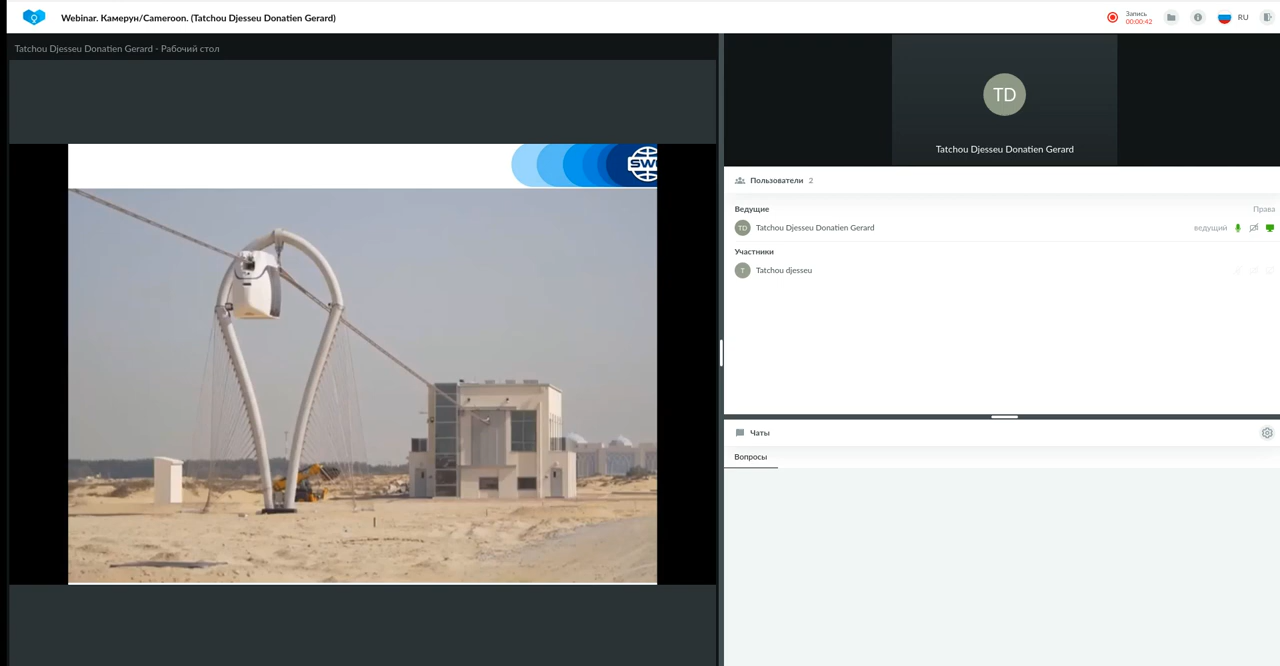 Webinar. Камерун/Cameroon. (Tatchou Djesseu Donatien Gerard)
Запись
00:00:42
RU
Tatchou Djesseu Donatien Gerard - Рабочий стол
SW
TD
Tatchou Djesseu Donatien Gerard
Пользователи 2
Ведущие Права
TD Tatchou Djesseu Donatien Gerard ведущий
Участники
T Tatchou djesseu
Чаты
Вопросы